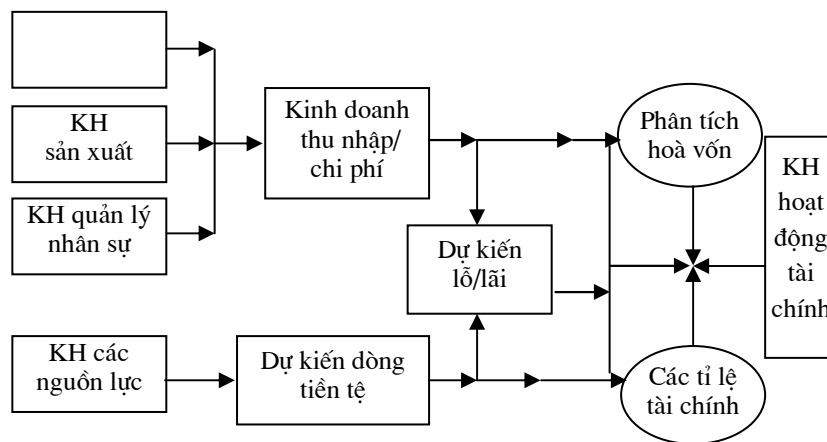 KH
sản xuất
KH quản lý
nhân sự
KH các
nguồn lực
Kinh doanh
thu nhập/
chi phí
Dự kiến
lỗ/lãi
Dự kiến dòng
tiền tệ
Phân tích
hoà vốn
Các tỉ lệ
tài chính
KH
hoạt
động
tài
chính